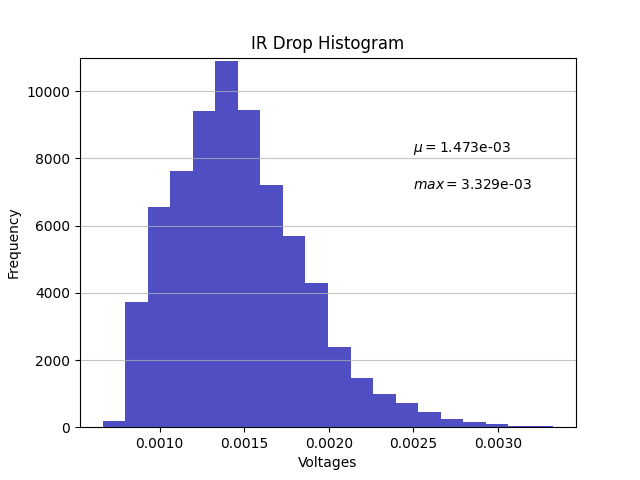 IR Drop Histogram
10000
8000
6000
4000
2000
0
Frequency
μ = 1.473e-03
max = 3.329e-03
0.0010 0.0015 0.0020 0.0025 0.0030
Voltages